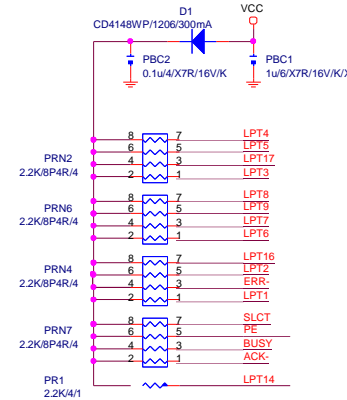 D1
VCC
CD4148WP/1206/300mA
PBC2
0.1u/4/X7R/16V/K
PBC1
1u/6/X7R/16V/K/
8 7 LPT4
6 5 LPT5
PRN2 4 3 LPT17
2.2K/8P4R/4 2 1 LPT3
8 7 LPT8
PRN6 6 5 LPT9
2.2K/8P4R/4 4 3 LPT7
2 1 LPT6
8 7 LPT16
PRN4 6 5 LPT2
2.2K/8P4R/4 4 3 ERR-
2 1 LPT1
8 7 SLCT
PRN7 6 5 PE
2.2K/8P4R/4 4 3 BUSY
2 1 ACK-
PR1 LPT14
2.2K/4/1